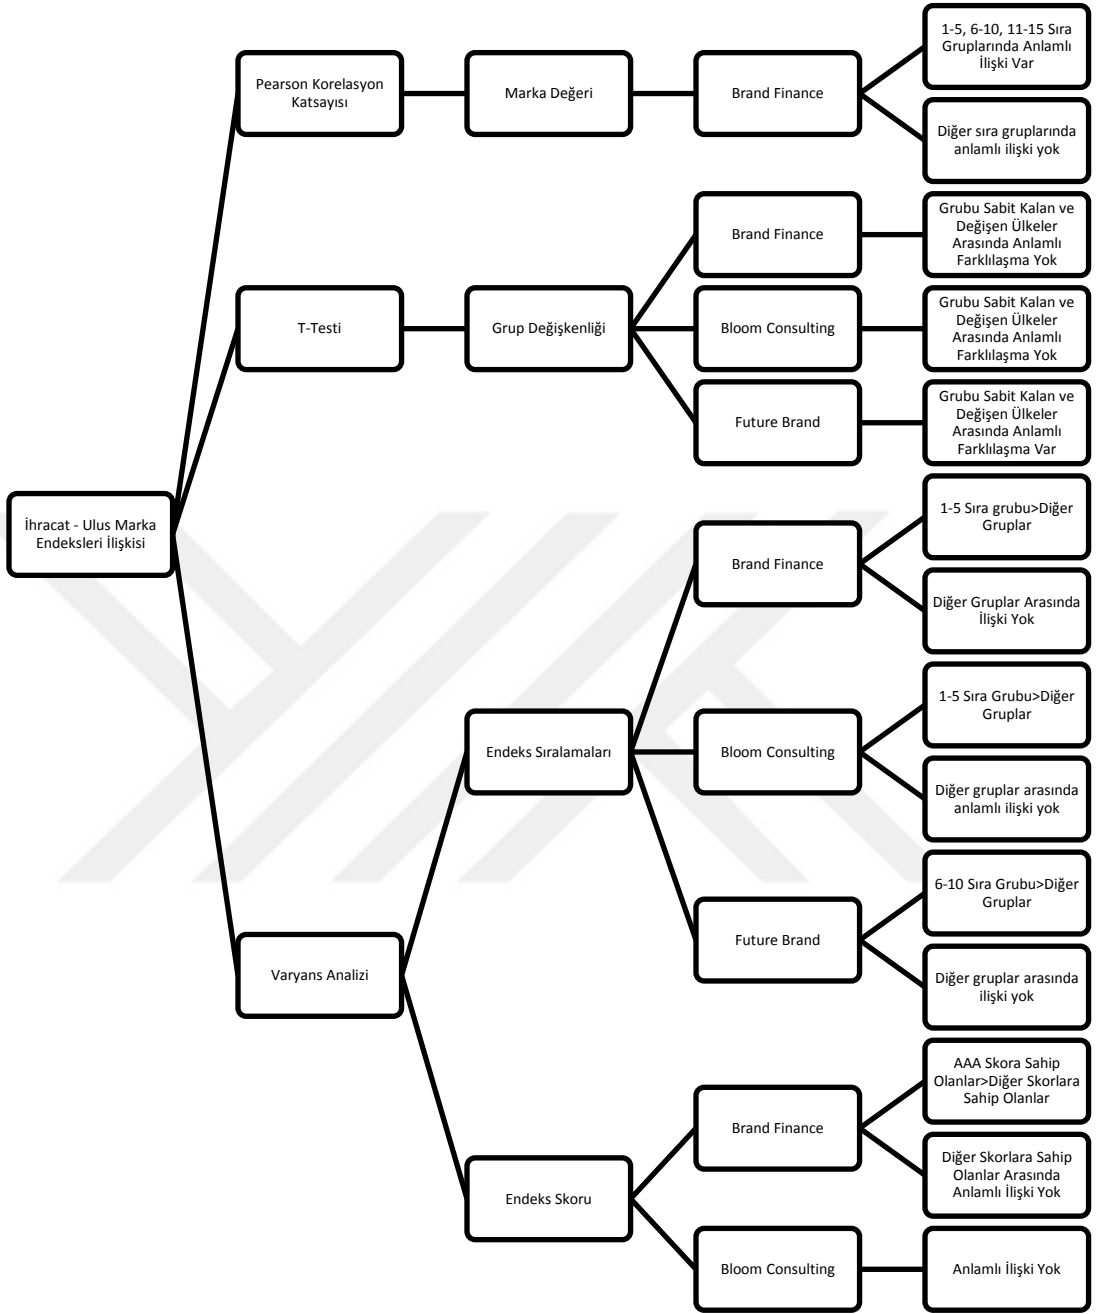 İhracat - Ulus Marka
Endeksleri İlişkisi
Pearson Korelasyon
Katsayısı
Marka Değeri
Brand Finance
1-5, 6-10, 11-15 Sıra
Gruplarında Anlamlı
İlişki Var
Diğer sıra gruplarında
anlamlı ilişki yok
T-Testi
Grup Değişkenliği
Brand Finance
Grubu Sabit Kalan ve
Değişen Ülkeler
Arasında Anlamlı
Farklılaşma Yok
Bloom Consulting
Grubu Sabit Kalan ve
Değişen Ülkeler
Arasında Anlamlı
Farklılaşma Yok
Future Brand
Grubu Sabit Kalan ve
Değişen Ülkeler
Arasında Anlamlı
Farklılaşma Var
Varyans Analizi
Endeks Sıralamaları
Brand Finance
1-5 Sıra grubu>Diğer
Gruplar
Diğer Gruplar Arasında
İlişki Yok
Bloom Consulting
1-5 Sıra Grubu>Diğer
Gruplar
Diğer gruplar arasında
anlamlı ilişki yok
Future Brand
6-10 Sıra Grubu>Diğer
Gruplar
Diğer gruplar arasında
ilişki yok
Endeks Skoru
Brand Finance
AAA Skora Sahip
Olanlar>Diğer Skorlara
Sahip Olanlar
Diğer Skorlara Sahip
Olanlar Arasında
Anlamlı İlişki Yok
Bloom Consulting
Anlamlı İlişki Yok